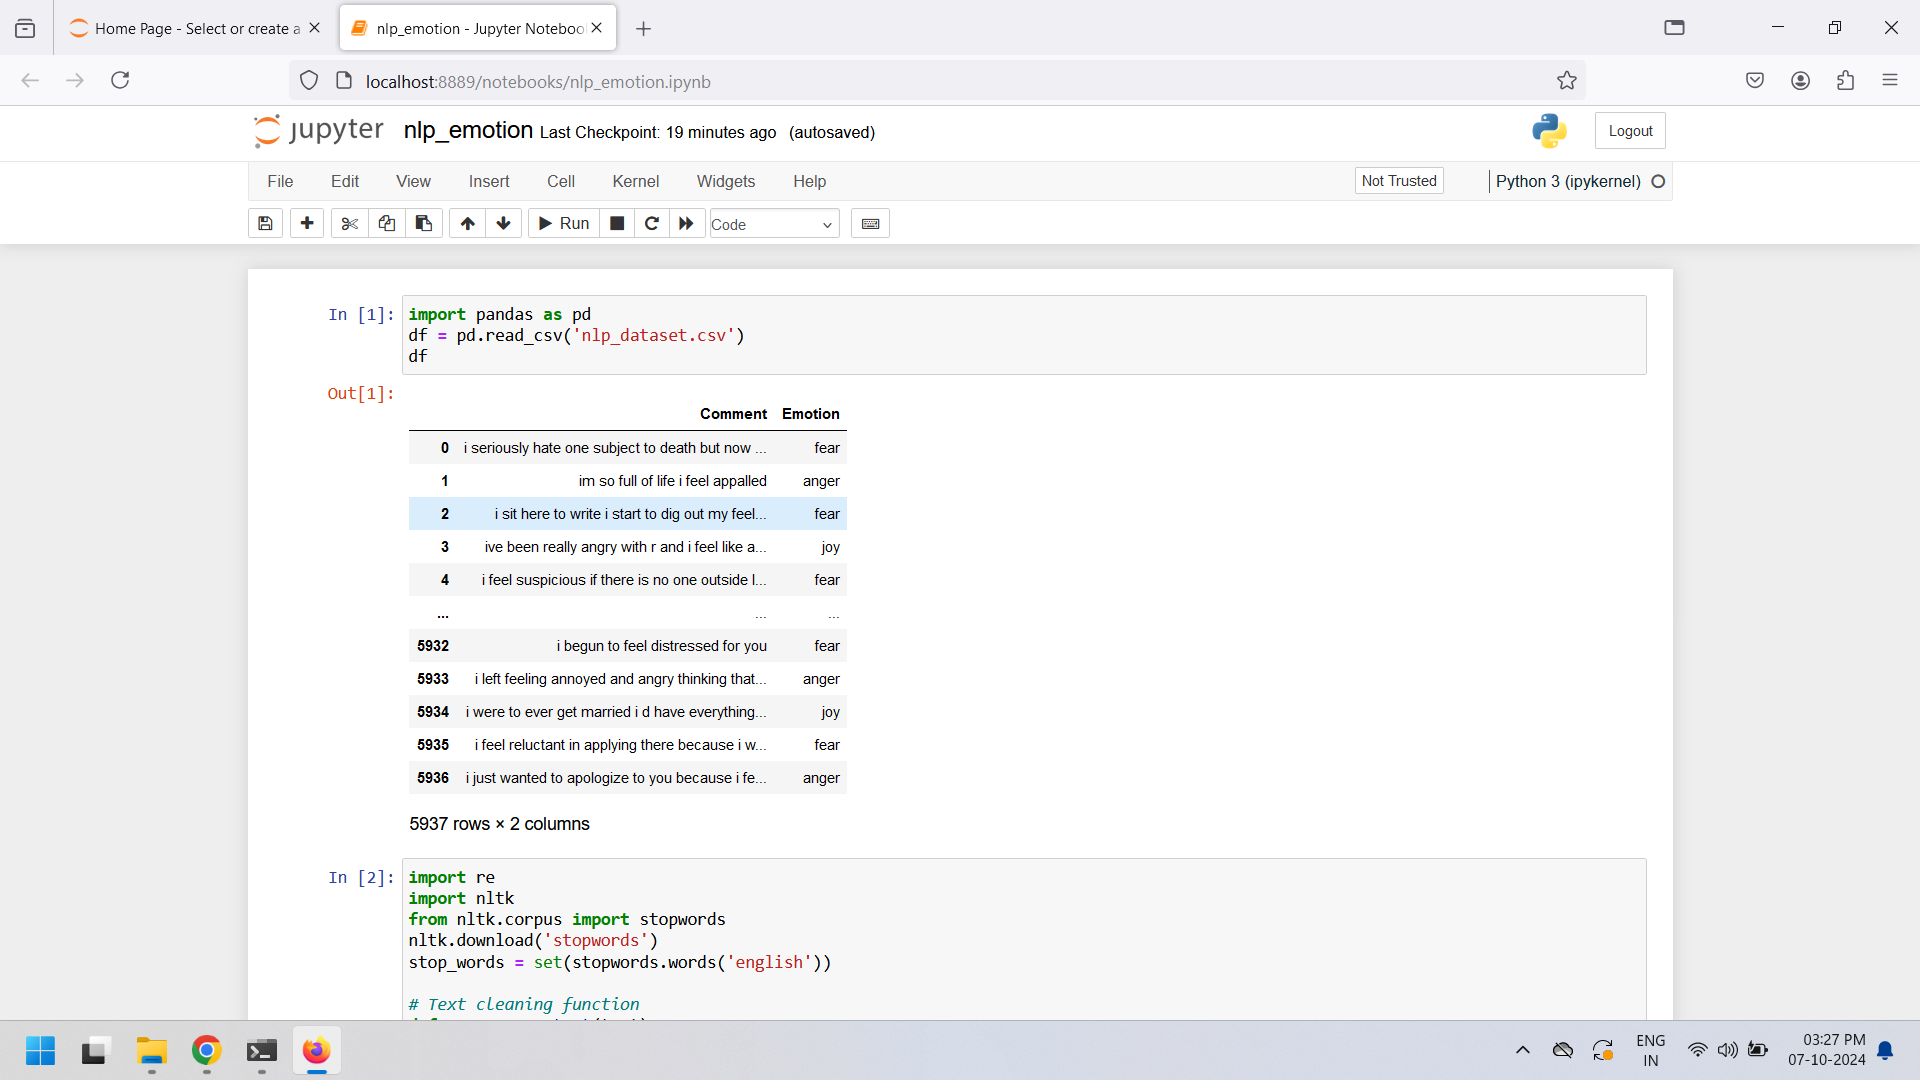 Home Page - Select or create a
nlp_emotion - Jupyter Noteboo
localhost:8889/notebooks/nlp_emotion.ipynb
jupyter nlp_emotion Last Checkpoint: 19 minutes ago (autosaved)
Logout
File Edit View Insert Cell Kernel Widgets Help
Not Trusted
Python 3 (ipykernel)
Run
Code
In [1]: import pandas as pd
df = pd.read_csv('nlp_dataset.csv')
df
Out[1]:
Comment Emotion
0 i seriously hate one subject to death but now ... fear
1 im so full of life i feel appalled anger
2 i sit here to write i start to dig out my feel... fear
3 ive been really angry with r and i feel like a... joy
4 i feel suspicious if there is no one outside l... fear
... ... ...
5932 i begun to feel distressed for you fear
5933 i left feeling annoyed and angry thinking that... anger
5934 i were to ever get married i d have everything... joy
5935 i feel reluctant in applying there because i w... fear
5936 i just wanted to apologize to you because i fe... anger
5937 rows × 2 columns
In [2]: import re
import nltk
from nltk.corpus import stopwords
nltk.download('stopwords')
stop_words = set(stopwords.words('english'))
# Text cleaning function
ENG
IN
03:27 PM
07-10-2024